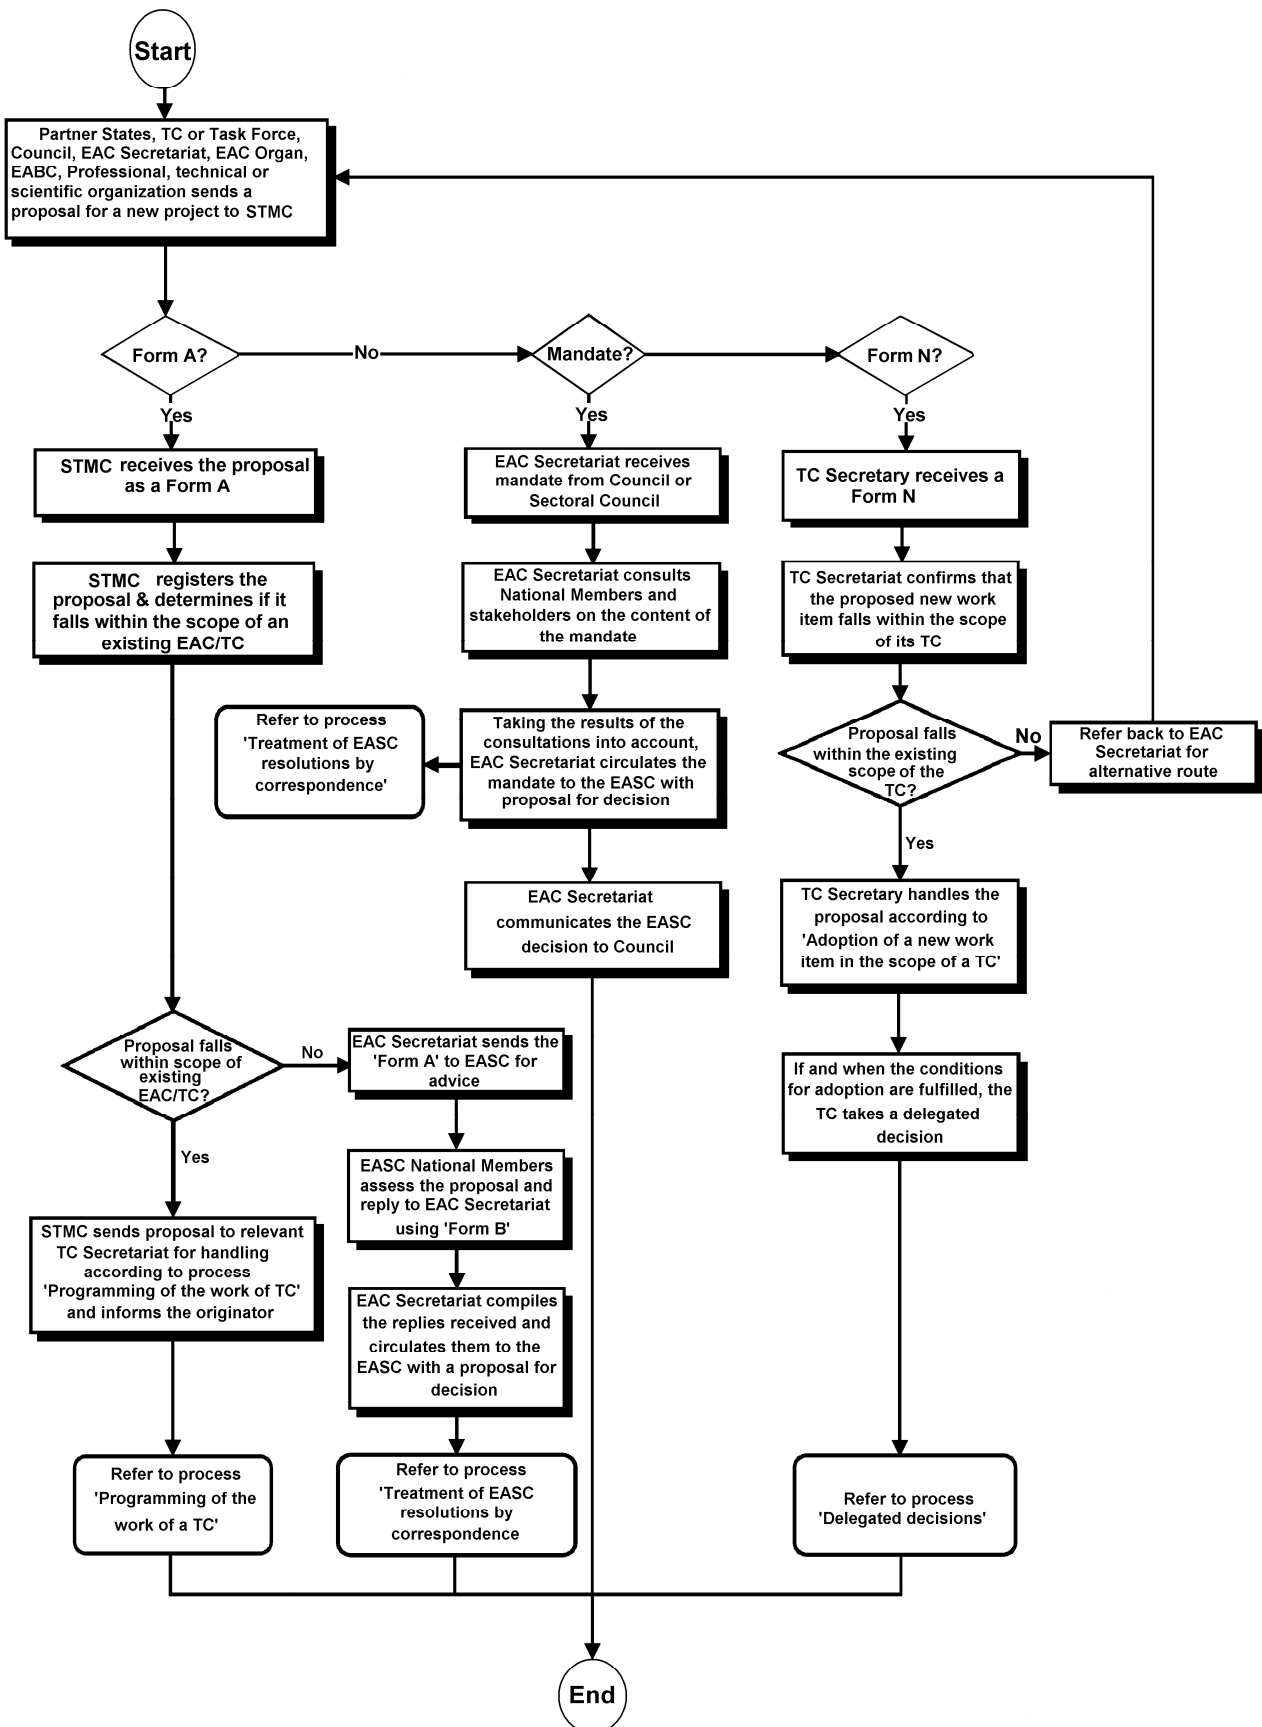 Start
Partner States, TC or Task Force,
Council, EAC Secretariat, EAC Organ,
EABC, Professional, technical or
scientific organization sends a
proposal for a new project to STMC
Form A?
No
Mandate?
Form N?
Yes
Yes
Yes
STMC receives the proposal
as a Form A
EAC Secretariat receives
mandate from Council or
Sectoral Council
TC Secretary receives a
Form N
STMC registers the
proposal & determines if it
falls within the scope of an
existing EAC/TC
EAC Secretariat consults
National Members and
stakeholders on the content of
the mandate
TC Secretariat confirms that
the proposed new work
item falls within the scope
of its TC
Refer to process
'Treatment of EASC
resolutions by
correspondence'
Taking the results of the
consultations into account,
EAC Secretariat circulates the
mandate to the EASC with
proposal for decision
Proposal falls
within the existing
scope of the
TC?
No
Refer back to EAC
Secretariat for
alternative route
Yes
EAC Secretariat
communicates the EASC
decision to Council
TC Secretary handles the
proposal according to
'Adoption of a new work
item in the scope of a TC'
Proposal falls
within scope of
existing
EAC/TC?
No
EAC Secretariat sends the
'Form A' to EASC for
advice
If and when the conditions
for adoption are fulfilled, the
TC takes a delegated
decision
Yes
EASC National Members
assess the proposal and
reply to EAC Secretariat
using 'Form B'
STMC sends proposal to relevant
TC Secretariat for handling
according to process
'Programming of the work of TC'
and informs the originator
EAC Secretariat compiles
the replies received and
circulates them to the
EASC with a proposal for
decision
Refer to process
'Programming of the
work of a TC'
Refer to process
'Treatment of EASC
resolutions by
correspondence
Refer to process
'Delegated decisions'
End